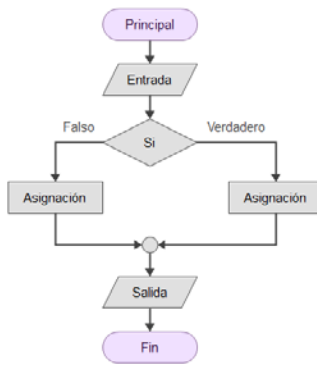 Principal
Entrada
Falso
Verdadero
Si
Asignación
Asignación
Salida
Fin